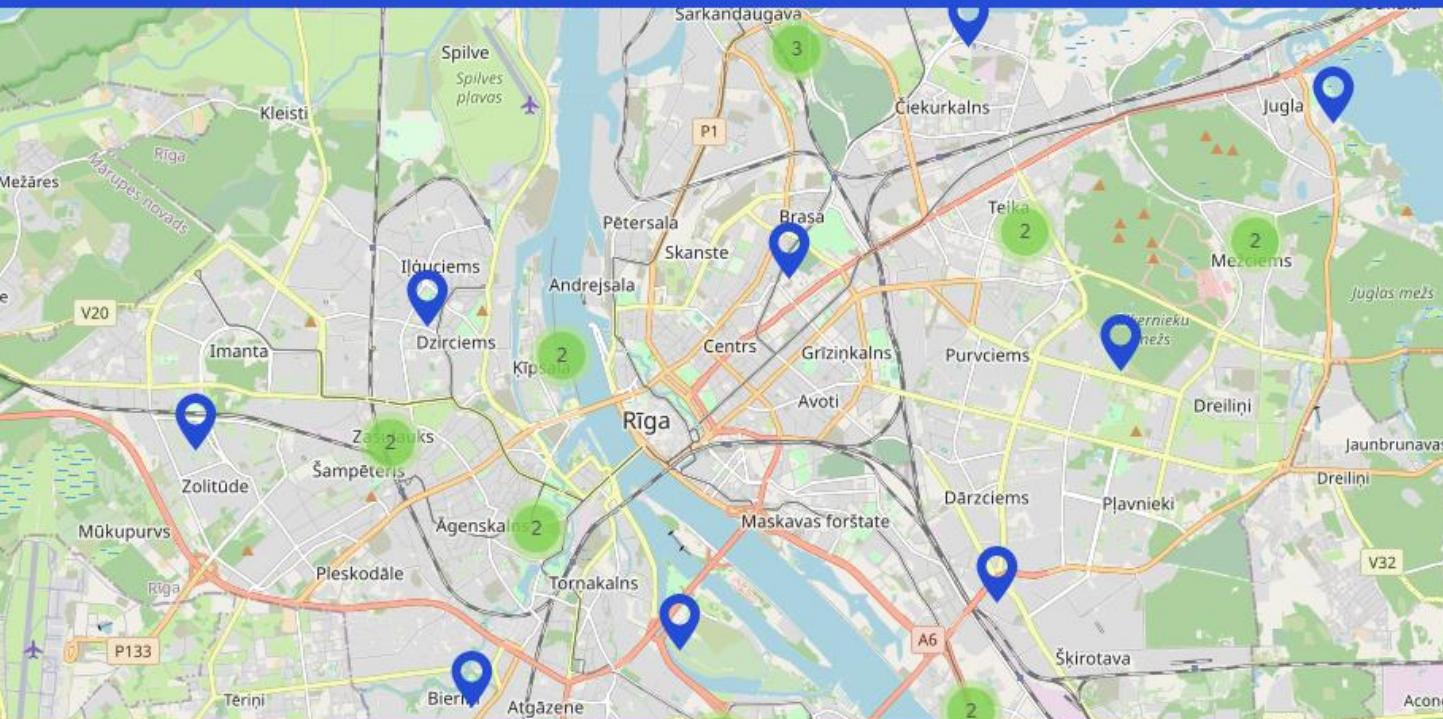 Sarkandaugava
3
Spilve
Spilves
pļavas
Kleisti
Čiekurkalns
Jugla
P1
Rīga
Mārupes novads
Mežāres
Pētersala
Brasa
Teika
2
2
Mežciems
Skanste
Iļģuciems
Andrejsala
Juglas mežs
V20
Dzirciems
Imanta
2
Ķīpsala
Centrs
Grīziņkalns
Purvciems
mežs
Avoti
Dreiliņi
Rīga
2
Šampēteris
Zolitūde
Jaunbrunavas
Dreiliņi
Dārzciems
Pļavnieki
Mūkupurvs
Āgenskalns
2
Maskavas forštate
V32
Pleskodāle
Rīga
Torņakalns
P133
A6
Šķirotava
Tēriņi
Atgāzene
2